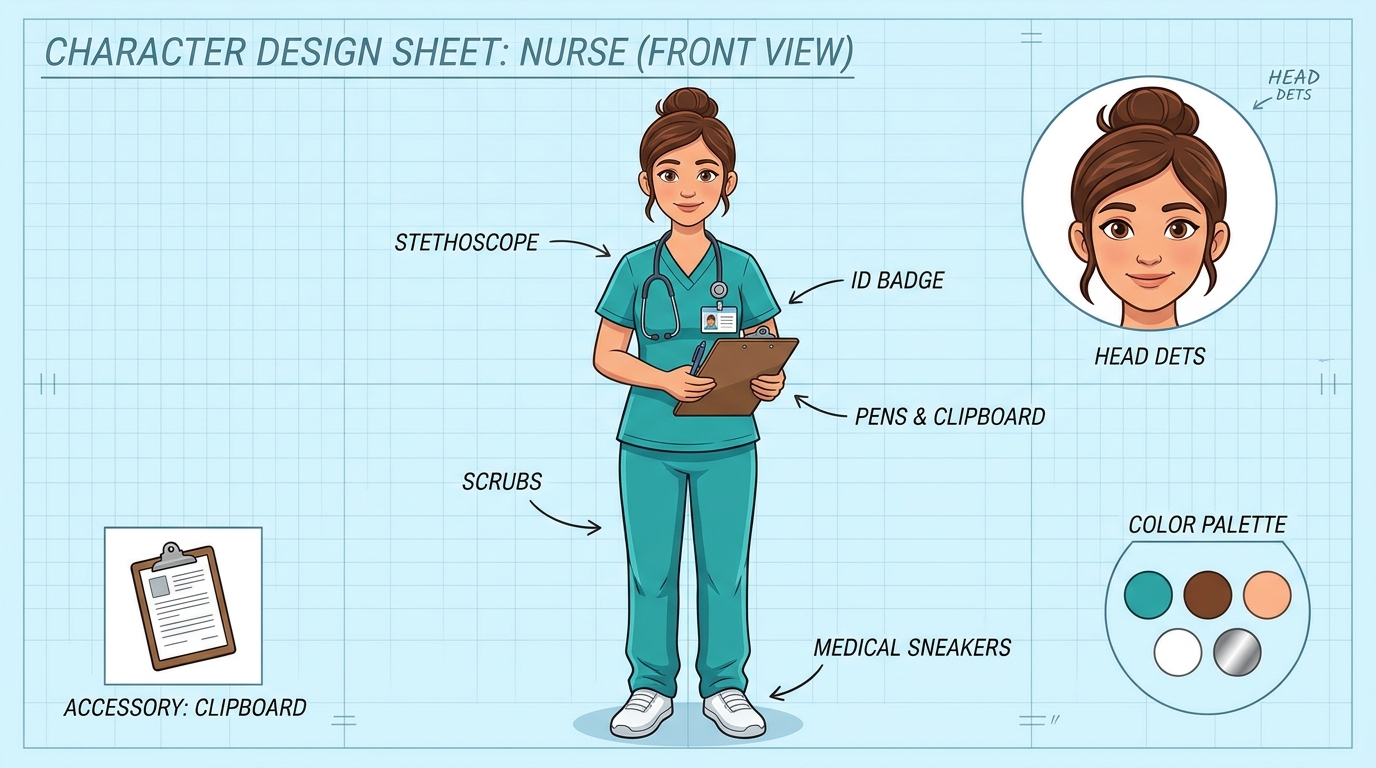 CHARACTER DESIGN SHEET: NURSE (FRONT VIEW)
HEAD
DETS
STETHOSCOPE
ID BADGE
HEAD DETS
PENS & CLIPBOARD
SCRUBS
COLOR PALETTE
MEDICAL SNEAKERS
ACCESSORY: CLIPBOARD